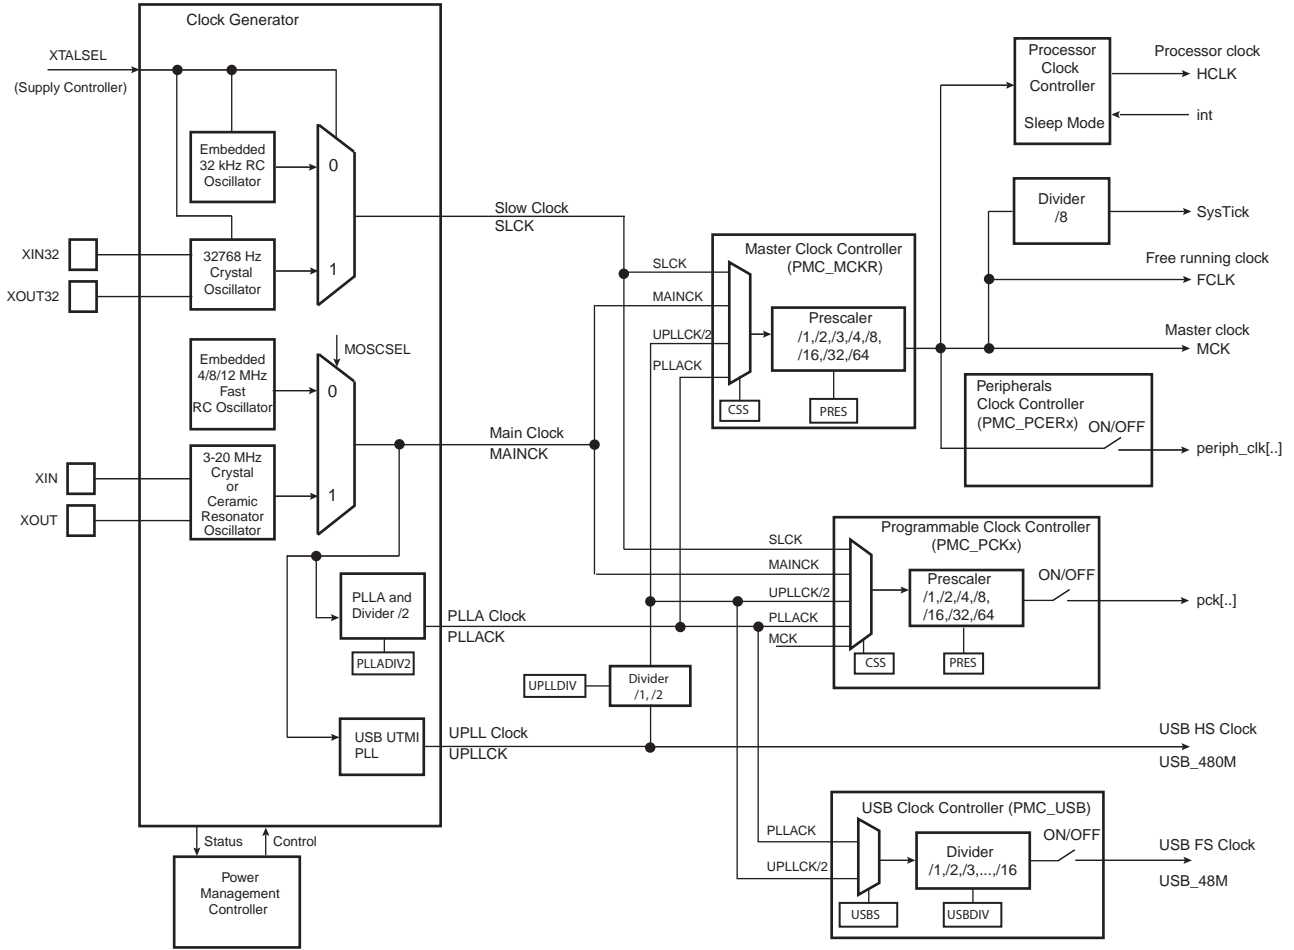 Clock Generator
XTALSEL
(Supply Controller)
Embedded
32 kHz RC
Oscillator
0
XIN32
XOUT32
32768 Hz
Crystal
Oscillator
1
Slow Clock
SLCK
MOSCSEL
Embedded
4/8/12 MHz
Fast
RC Oscillator
0
XIN
XOUT
3-20 MHz
Crystal
or
Ceramic
Resonator
Oscillator
1
Main Clock
MAINCK
PLLA and
Divider /2
PLLADIV2
PLLA Clock
PLLACK
UPLLDIV
Divider
/1, /2
USB UTMI
PLL
UPLL Clock
UPLLCK
Status
Control
Power
Management
Controller
Master Clock Controller
(PMC_MCKR)
SLCK
MAINCK
UPLLCK/2
PLLACK
Prescaler
/1,/2,/3,/4,/8,
/16,/32,/64
CSS
PRES
Processor
Clock
Controller
Sleep Mode
Processor clock
HCLK
int
Divider
/8
SysTick
Free running clock
FCLK
Master clock
MCK
Peripherals
Clock Controller
(PMC_PCERx)
ON/OFF
periph_clk[..]
Programmable Clock Controller
(PMC_PCKx)
SLCK
MAINCK
UPLLCK/2
PLLACK
MCK
Prescaler
/1,/2,/4,/8,
/16,/32,/64
ON/OFF
CSS
PRES
pck[..]
USB HS Clock
USB_480M
USB Clock Controller (PMC_USB)
PLLACK
UPLLCK/2
Divider
/1,/2,/3,...,/16
ON/OFF
USBS
USBDIV
USB FS Clock
USB_48M